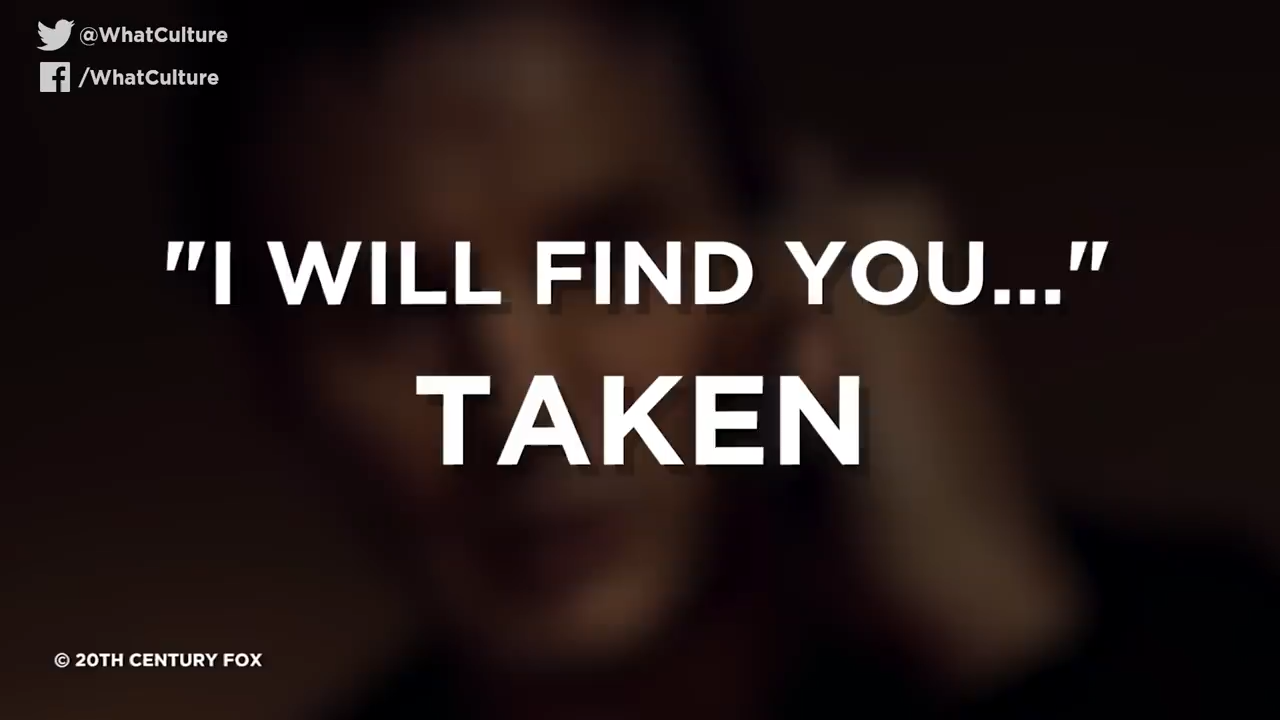 @WhatCulture
/WhatCulture
"I WILL FIND YOU..."
TAKEN
© 20TH CENTURY FOX